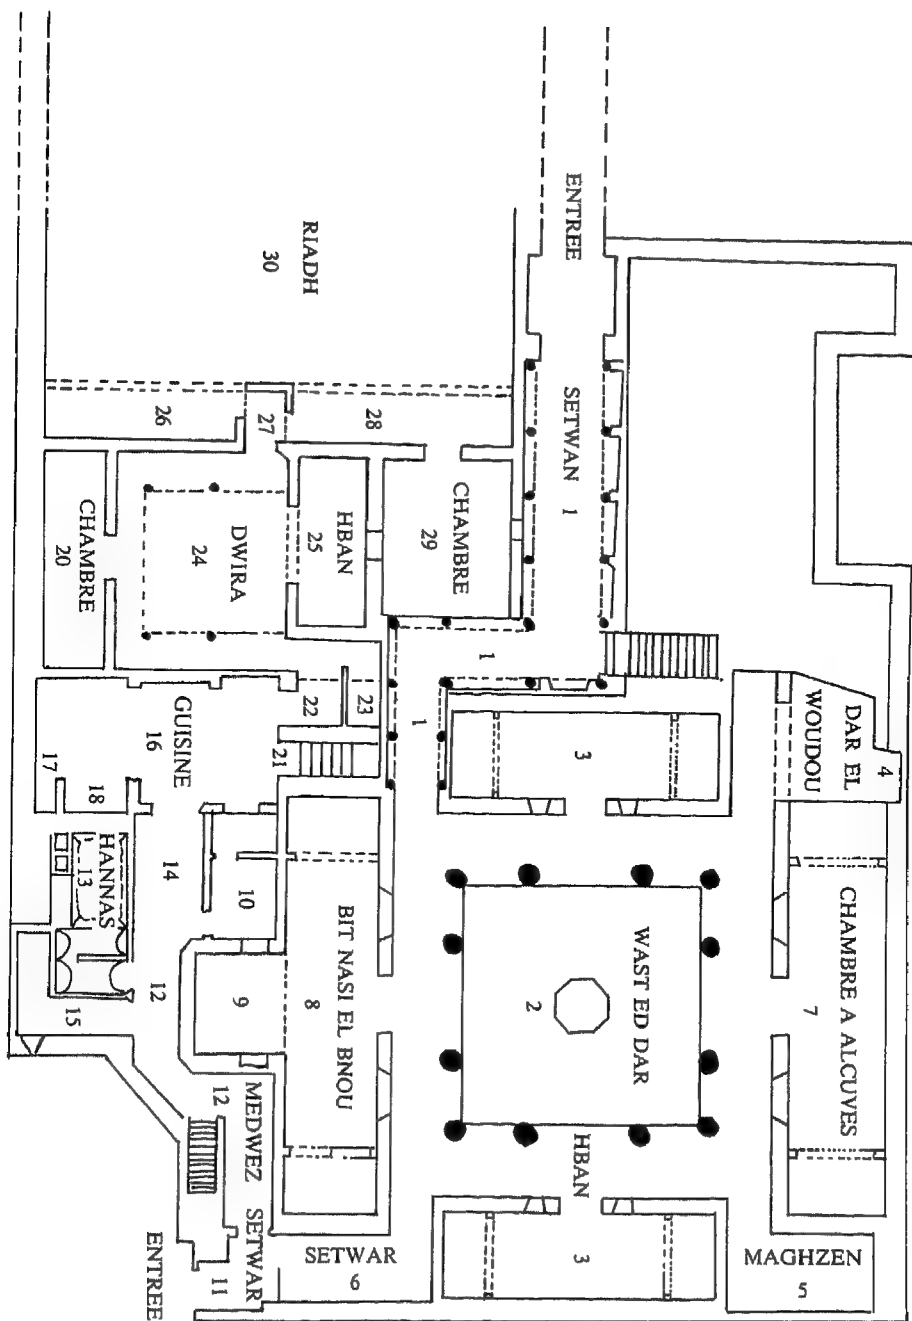 ENTREE
RIADH
30
SETWAN 1
26
27
28
CHAMBRE
29
HBAN
25
DWIRA
24
CHAMBRE
20
1
1
22
23
21
GUISINE
16
17
18
3
DAR EL
WOUDOU
4
HANNAS
13
14
10
BIT NASI EL BNOU
8
9
WAST ED DAR
2
CHAMBRE A ALCUVES
7
12
15
12
MEDWEZ SETWAR
11
ENTREE
HBAN
3
SETWAR
6
MAGHZEN
5